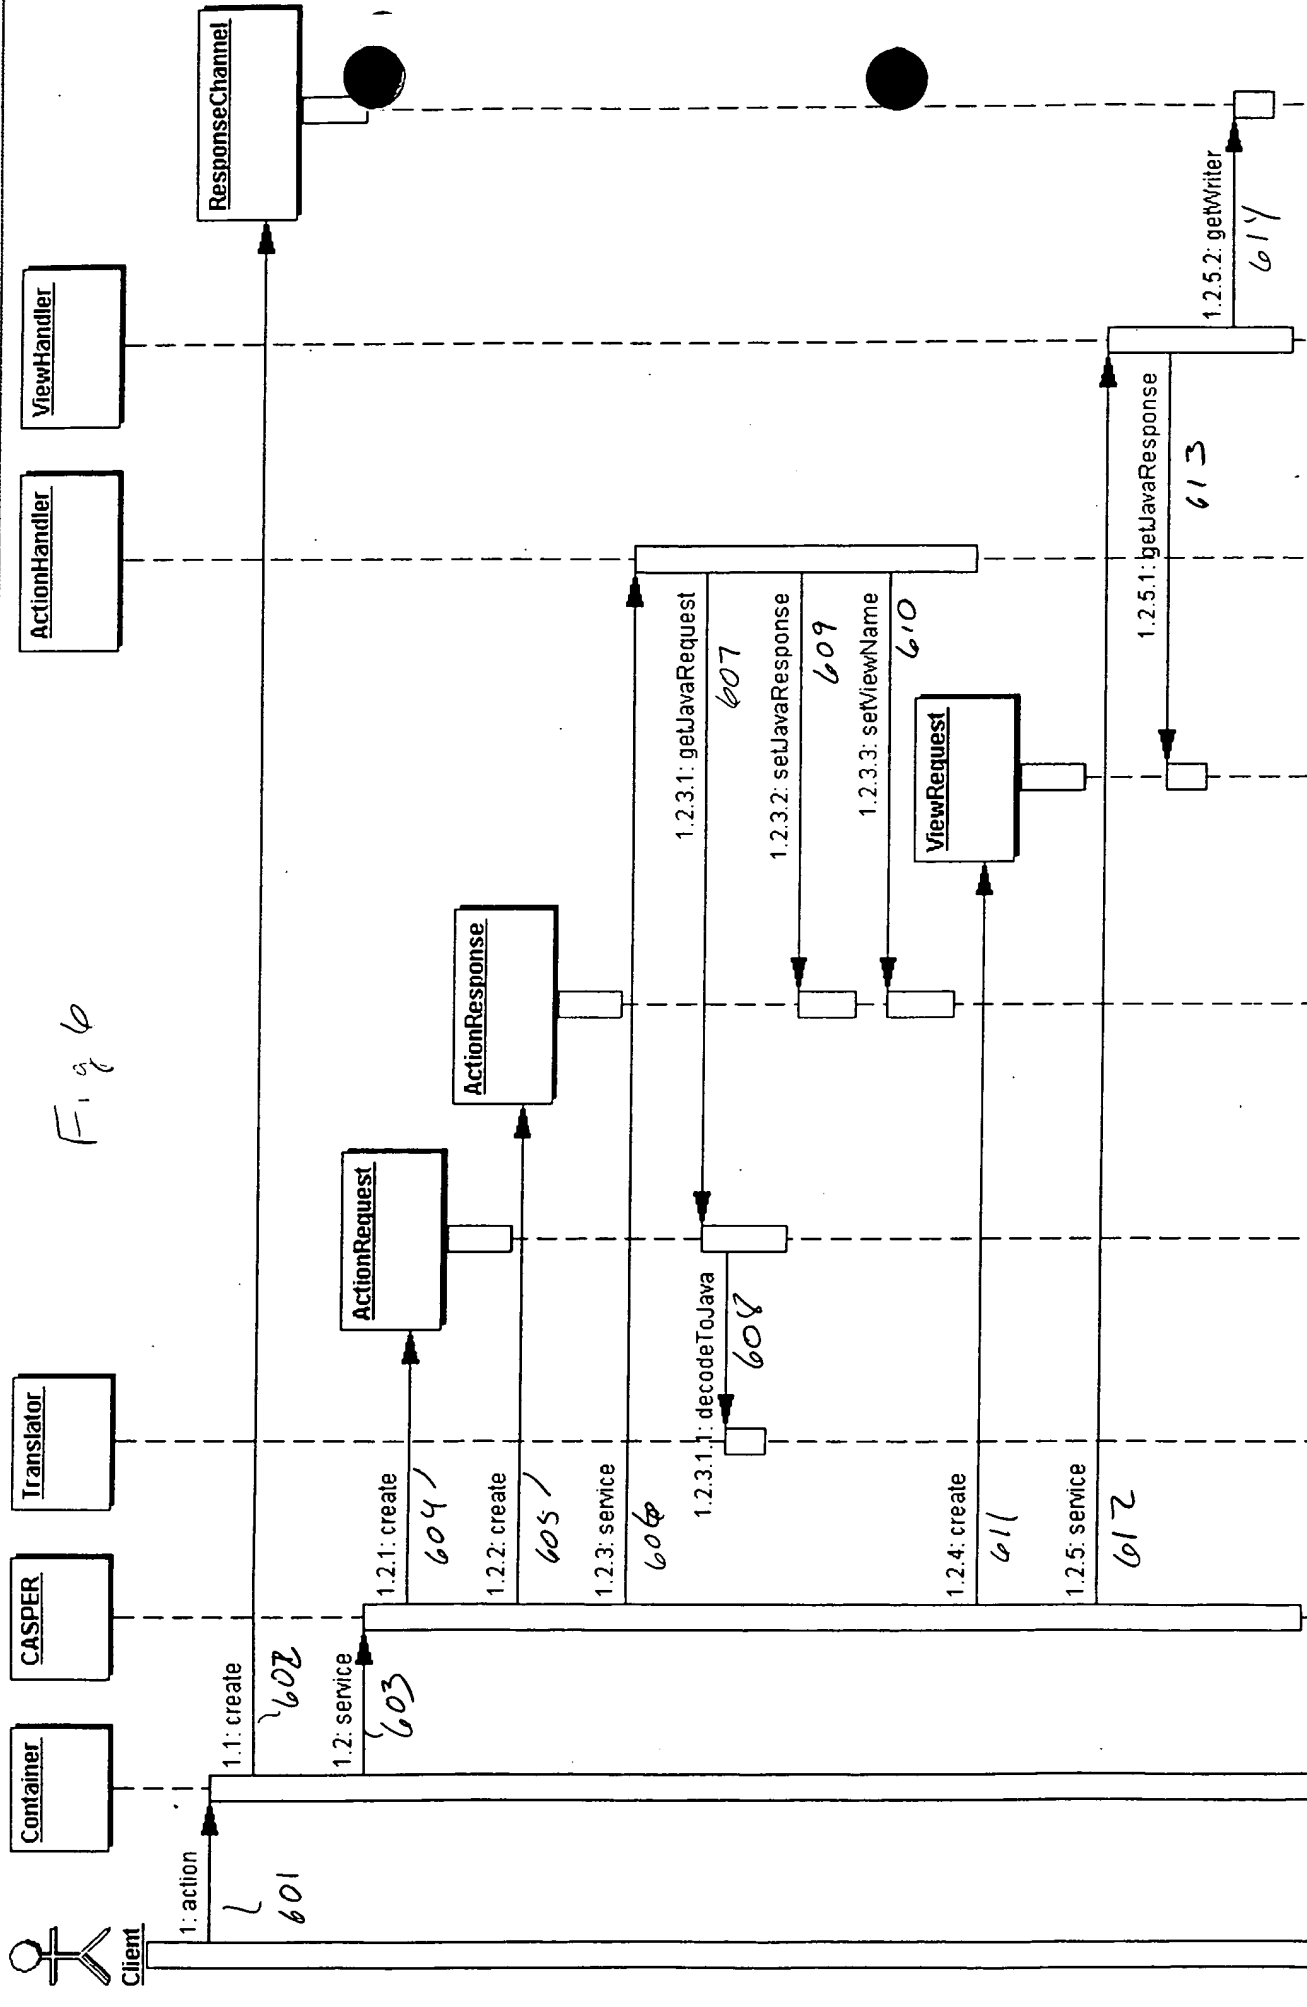 Fig 6
Client
Container
CASPER
Translator
ActionHandler
ViewHandler
ResponseChannel
1: action
601
1.1: create
602
1.2: service
603
ActionRequest
1.2.1: create
604
ActionResponse
1.2.2: create
605
1.2.3: service
606
1.2.3.1: getJavaRequest
607
1.2.3.1.1: decodeToJava
608
1.2.3.2: setJavaResponse
609
1.2.3.3: setViewName
610
ViewRequest
1.2.4: create
611
1.2.5: service
612
1.2.5.1: getJavaResponse
613
1.2.5.2: getWriter
614